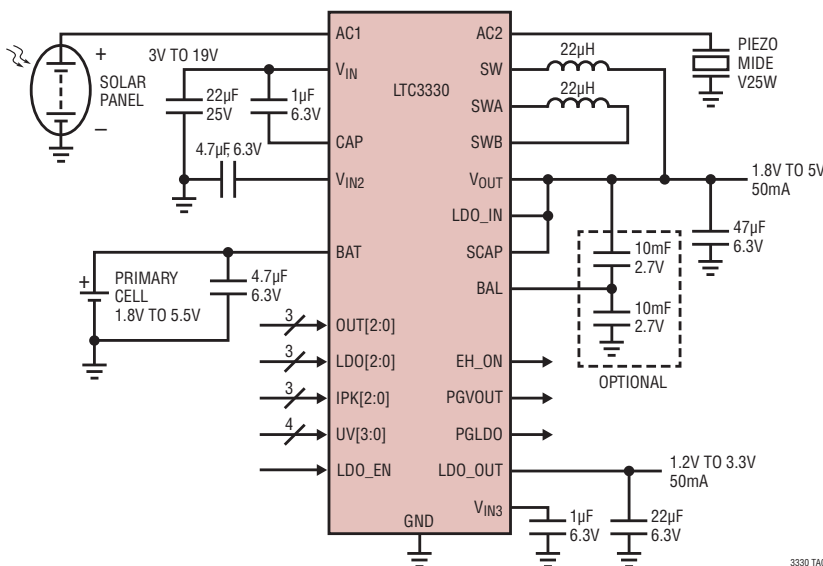 AC1
AC2
SW
SWA
SWB
22µH
22µH
PIEZO
MIDE
V25W
+
SOLAR
PANEL
–
3V TO 19V
VIN
LTC3330
22µF
25V
1µF
6.3V
CAP
4.7µF, 6.3V
VIN2
VOUT
1.8V TO 5V
50mA
LDO_IN
SCAP
BAL
47µF
6.3V
10mF
2.7V
10mF
2.7V
OPTIONAL
BAT
+
PRIMARY
CELL
1.8V TO 5.5V
4.7µF
6.3V
3
OUT[2:0]
3
LDO[2:0]
3
IPK[2:0]
4
UV[3:0]
LDO_EN
EH_ON
PGVOUT
PGLDO
LDO_OUT
1.2V TO 3.3V
50mA
VIN3
1µF
6.3V
22µF
6.3V
GND